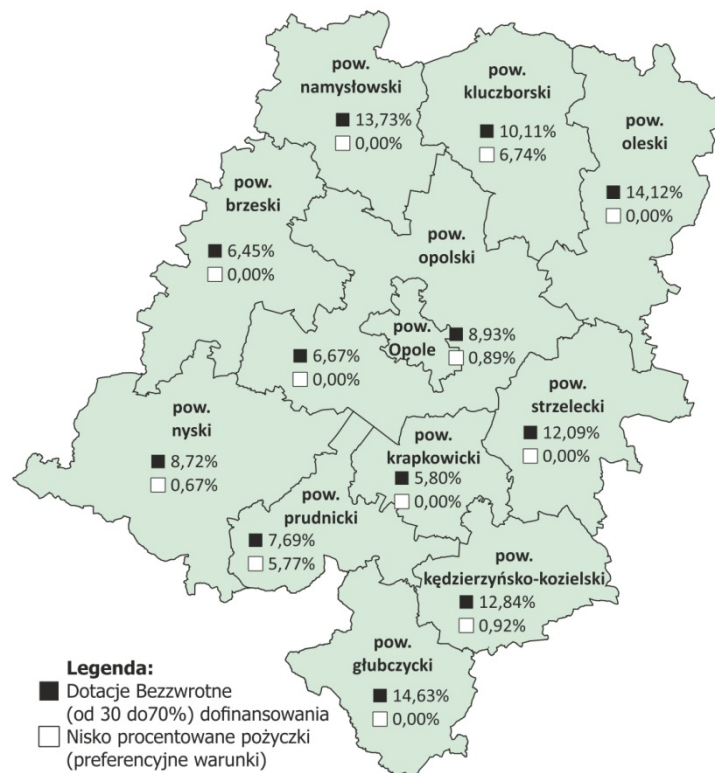 pow.
namysłowski
■ 13,73%
□ 0,00%
pow.
kluczborski
■ 10,11%
□ 6,74%
pow.
oleski
■ 14,12%
□ 0,00%
pow.
brzeski
■ 6,45%
□ 0,00%
pow.
opolski
■ 6,67%
□ 0,00%
pow.
Opole
■ 8,93%
□ 0,89%
pow.
strzelecki
■ 12,09%
□ 0,00%
pow.
nyski
■ 8,72%
□ 0,67%
pow.
krapkowicki
■ 5,80%
□ 0,00%
pow.
prudnicki
■ 7,69%
□ 5,77%
pow.
kędzierzyńsko-kozielski
■ 12,84%
□ 0,92%
pow.
głubczycki
■ 14,63%
□ 0,00%
Legenda:
■ Dotacje Bezzwrotne
(od 30 do70%) dofinansowania
□ Nisko procentowane pożyczki
(preferencyjne warunki)